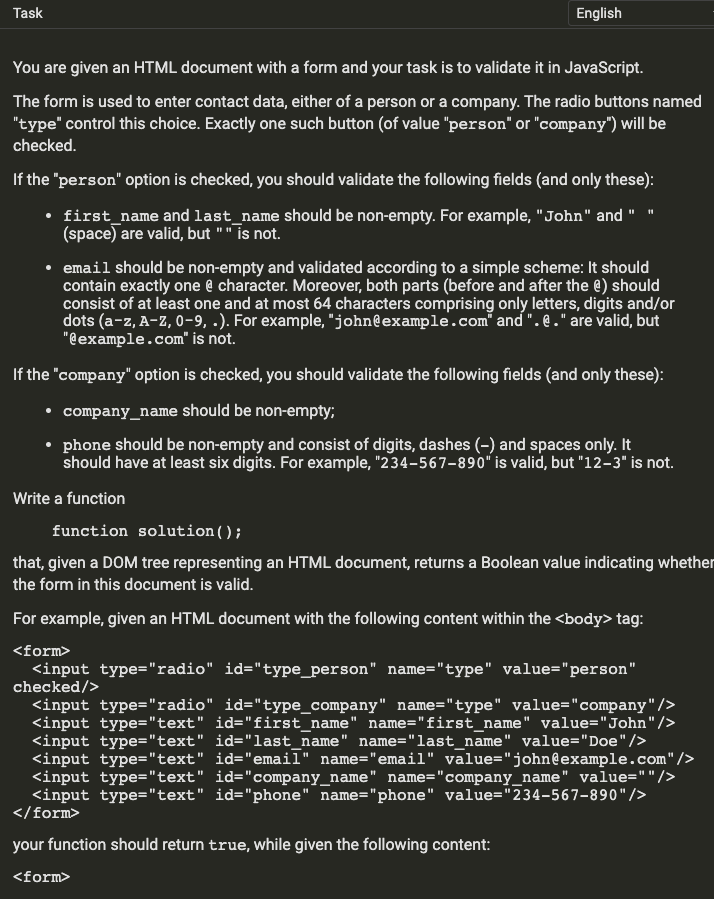 Task
English
You are given an HTML document with a form and your task is to validate it in JavaScript.
The form is used to enter contact data, either of a person or a company. The radio buttons named
"type" control this choice. Exactly one such button (of value "person" or "company") will be
checked.
If the "person" option is checked, you should validate the following fields (and only these):
• first_name and last_name should be non-empty. For example, "John" and " "
(space) are valid, but "" is not.
• email should be non-empty and validated according to a simple scheme: It should
contain exactly one @ character. Moreover, both parts (before and after the @) should
consist of at least one and at most 64 characters comprising only letters, digits and/or
dots (a-z, A-Z, 0-9, .). For example, "john@example.com" and ".@." are valid, but
"@example.com" is not.
If the "company" option is checked, you should validate the following fields (and only these):
• company_name should be non-empty;
• phone should be non-empty and consist of digits, dashes (-) and spaces only. It
should have at least six digits. For example, "234-567-890" is valid, but "12-3" is not.
Write a function
function solution();
that, given a DOM tree representing an HTML document, returns a Boolean value indicating whether
the form in this document is valid.
For example, given an HTML document with the following content within the <body> tag:
<form>
<input type="radio" id="type_person" name="type" value="person"
checked/>
<input type="radio" id="type_company" name="type" value="company"/>
<input type="text" id="first_name" name="first_name" value="John"/>
<input type="text" id="last_name" name="last_name" value="Doe"/>
<input type="text" id="email" name="email" value="john@example.com"/>
<input type="text" id="company_name" name="company_name" value=""/>
<input type="text" id="phone" name="phone" value="234-567-890"/>
</form>
your function should return true, while given the following content:
<form>